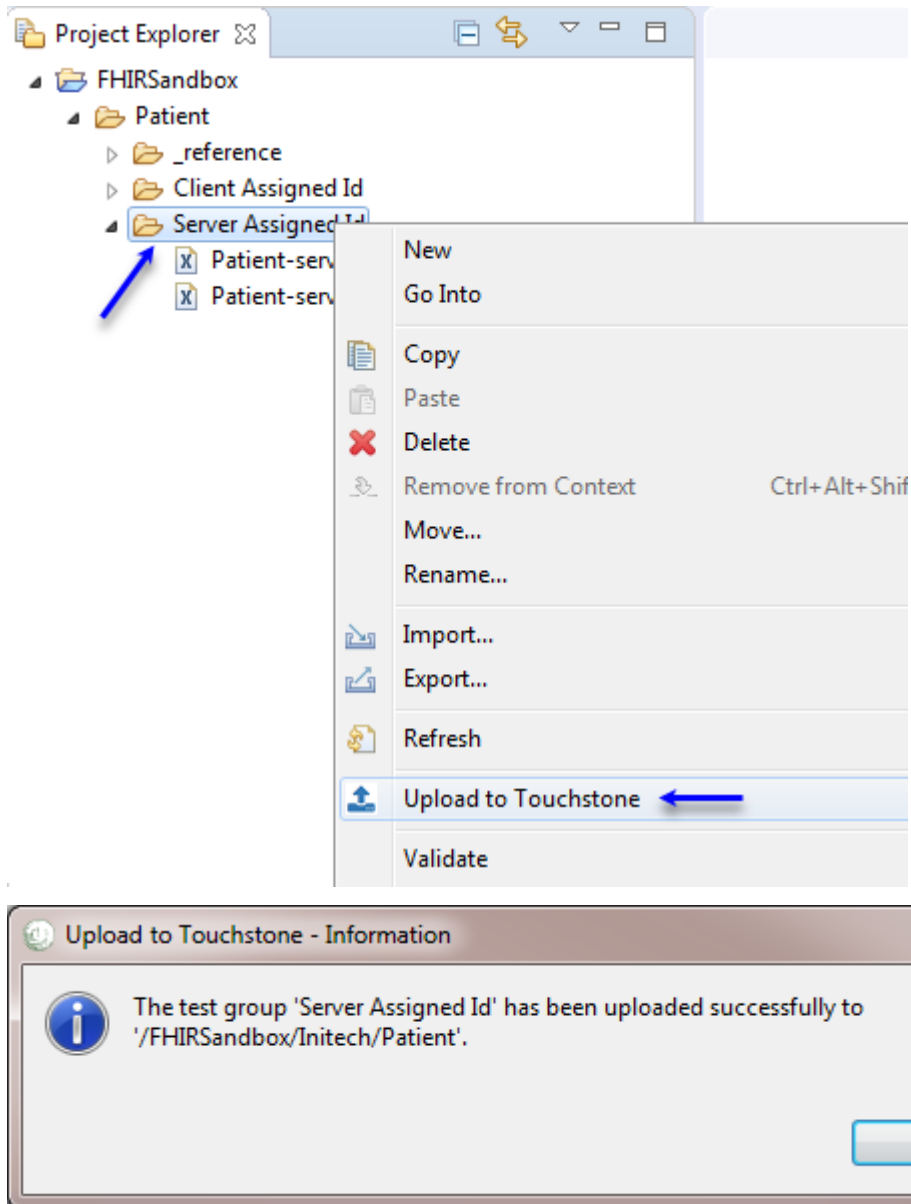 Project Explorer
FHIRSandbox
Patient
_reference
Client Assigned Id
Server Assigned Id
Patient-serv
Patient-serv
New
Go Into
Copy
Paste
Delete
Remove from Context Ctrl+Alt+Shif
Move...
Rename...
Import...
Export...
Refresh
Upload to Touchstone
Validate
Upload to Touchstone - Information
The test group 'Server Assigned Id' has been uploaded successfully to
'/FHIRSandbox/Initech/Patient'.